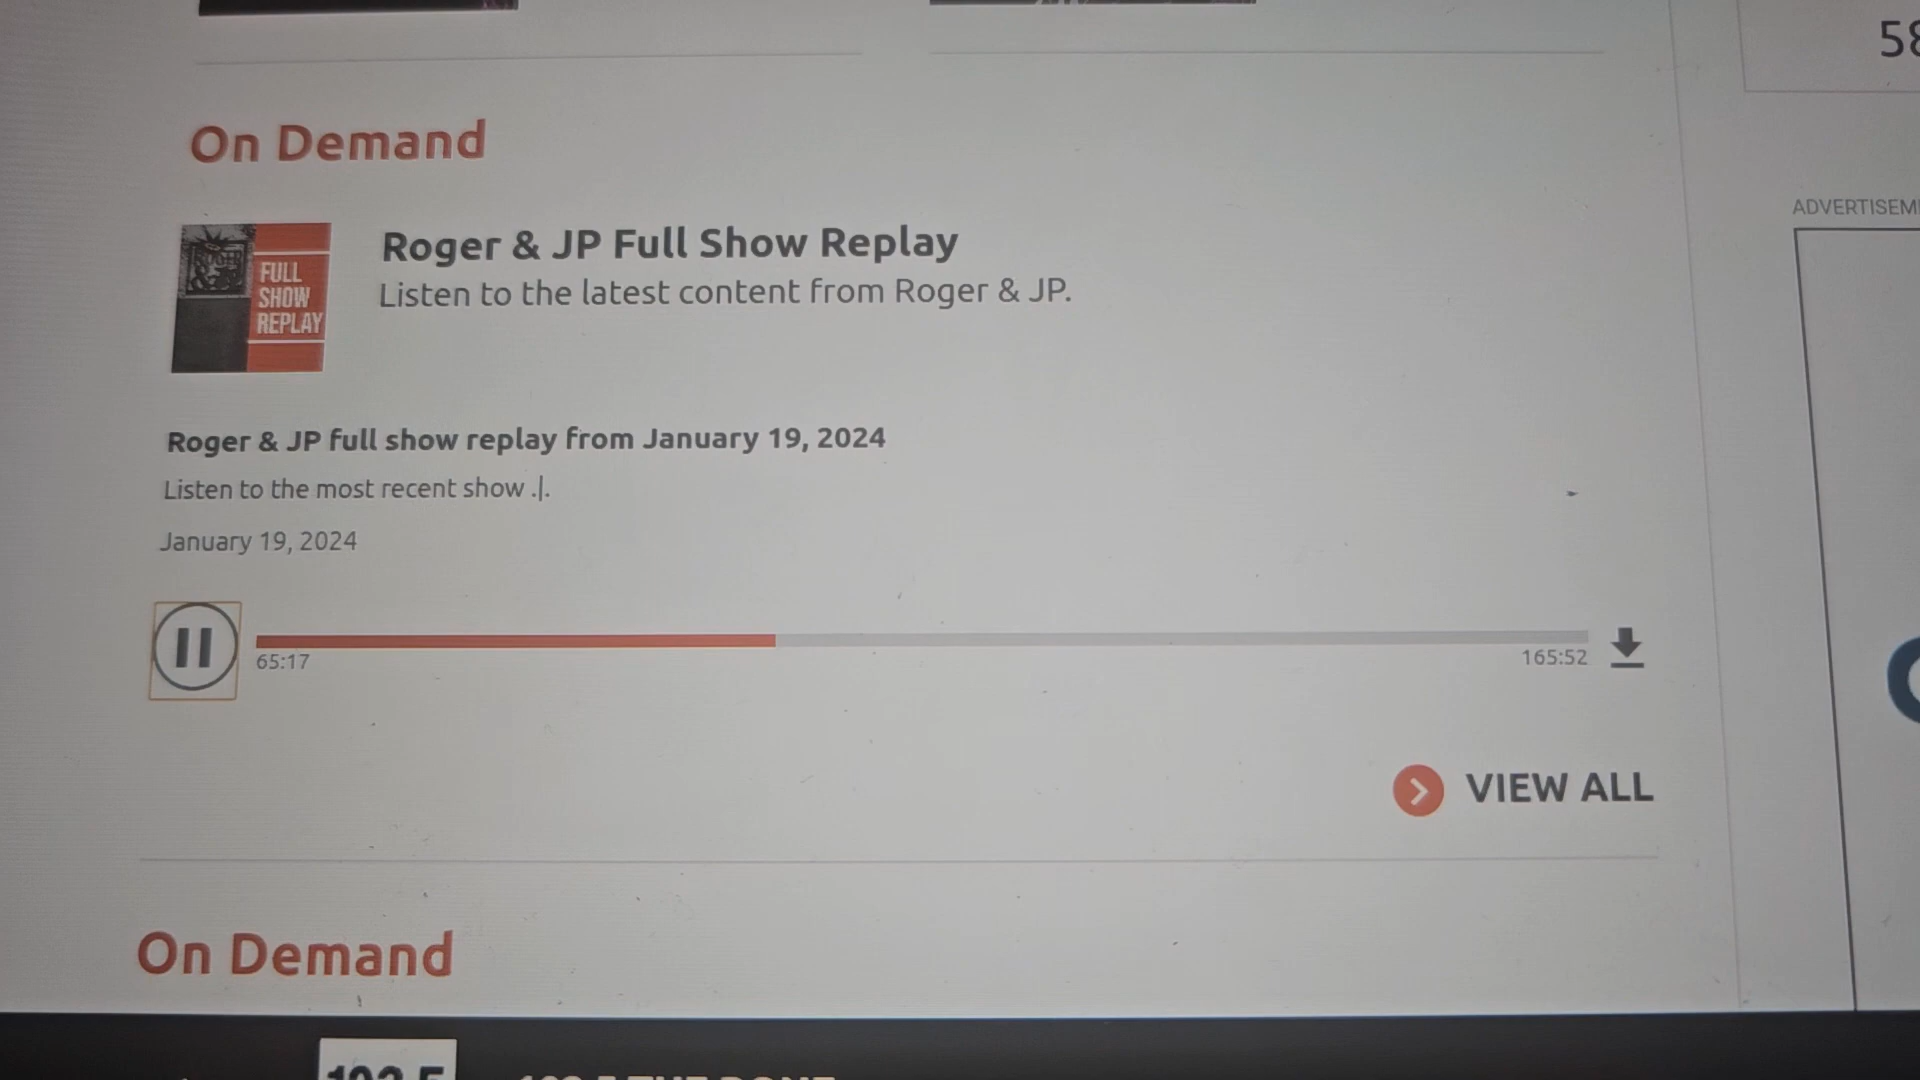 58
On Demand
FULL
SHOW
REPLAY
Roger & JP Full Show Replay
Listen to the latest content from Roger & JP.
Roger & JP full show replay from January 19, 2024
Listen to the most recent show .|.
January 19, 2024
65:17
165:52
VIEW ALL
On Demand